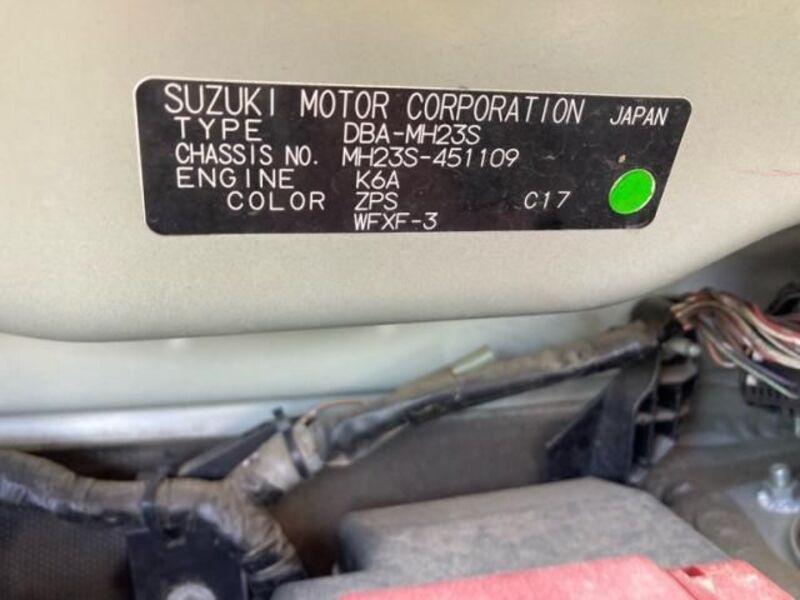 SUZUKI MOTOR CORPORATION JAPAN
TYPE DBA-MH23S
CHASSIS NO. MH23S-451109
ENGINE K6A
COLOR ZPS C17
WFXF-3